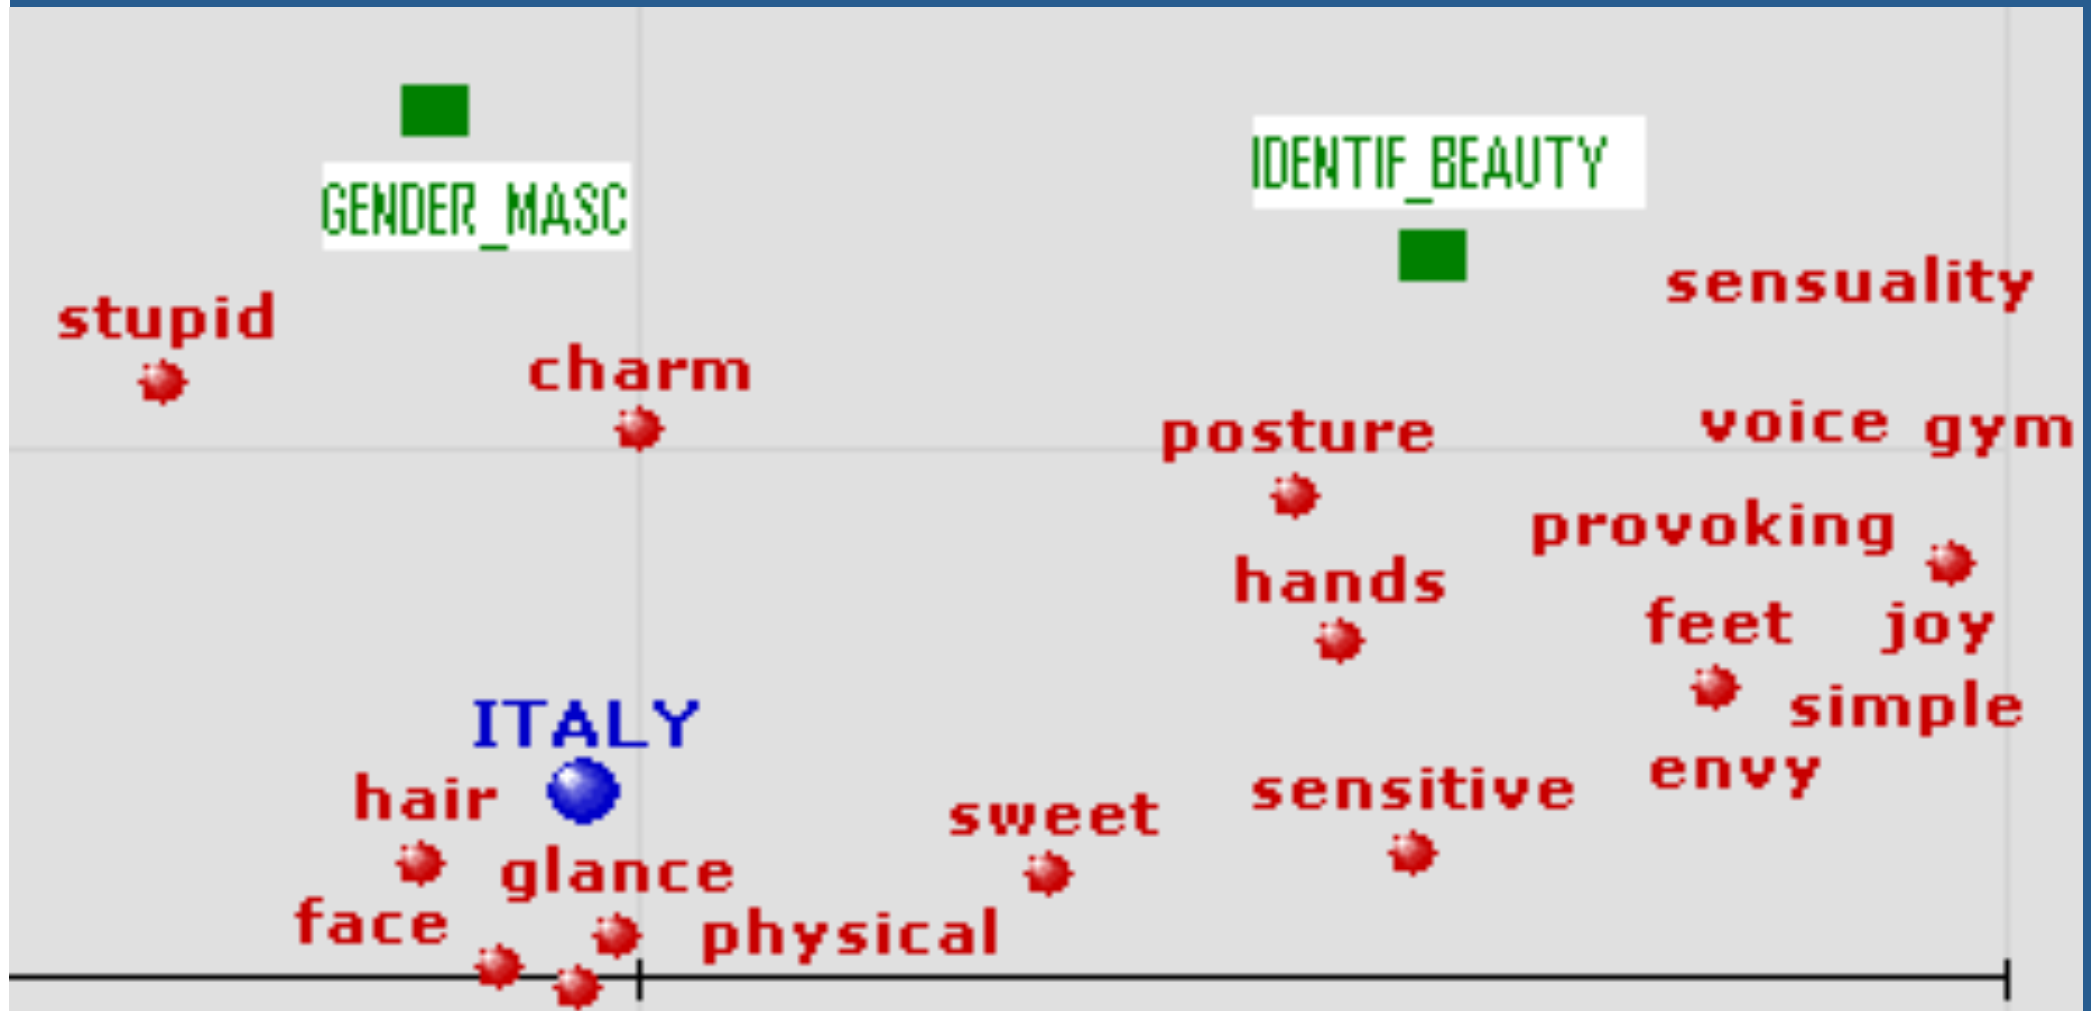 IDENTIF_BEAUTY
GENDER_MASC
sensuality
stupid
charm
posture
voice gym
provoking
hands
feet joy
simple
ITALY
envy
hair
sweet
sensitive
glance
face
physical